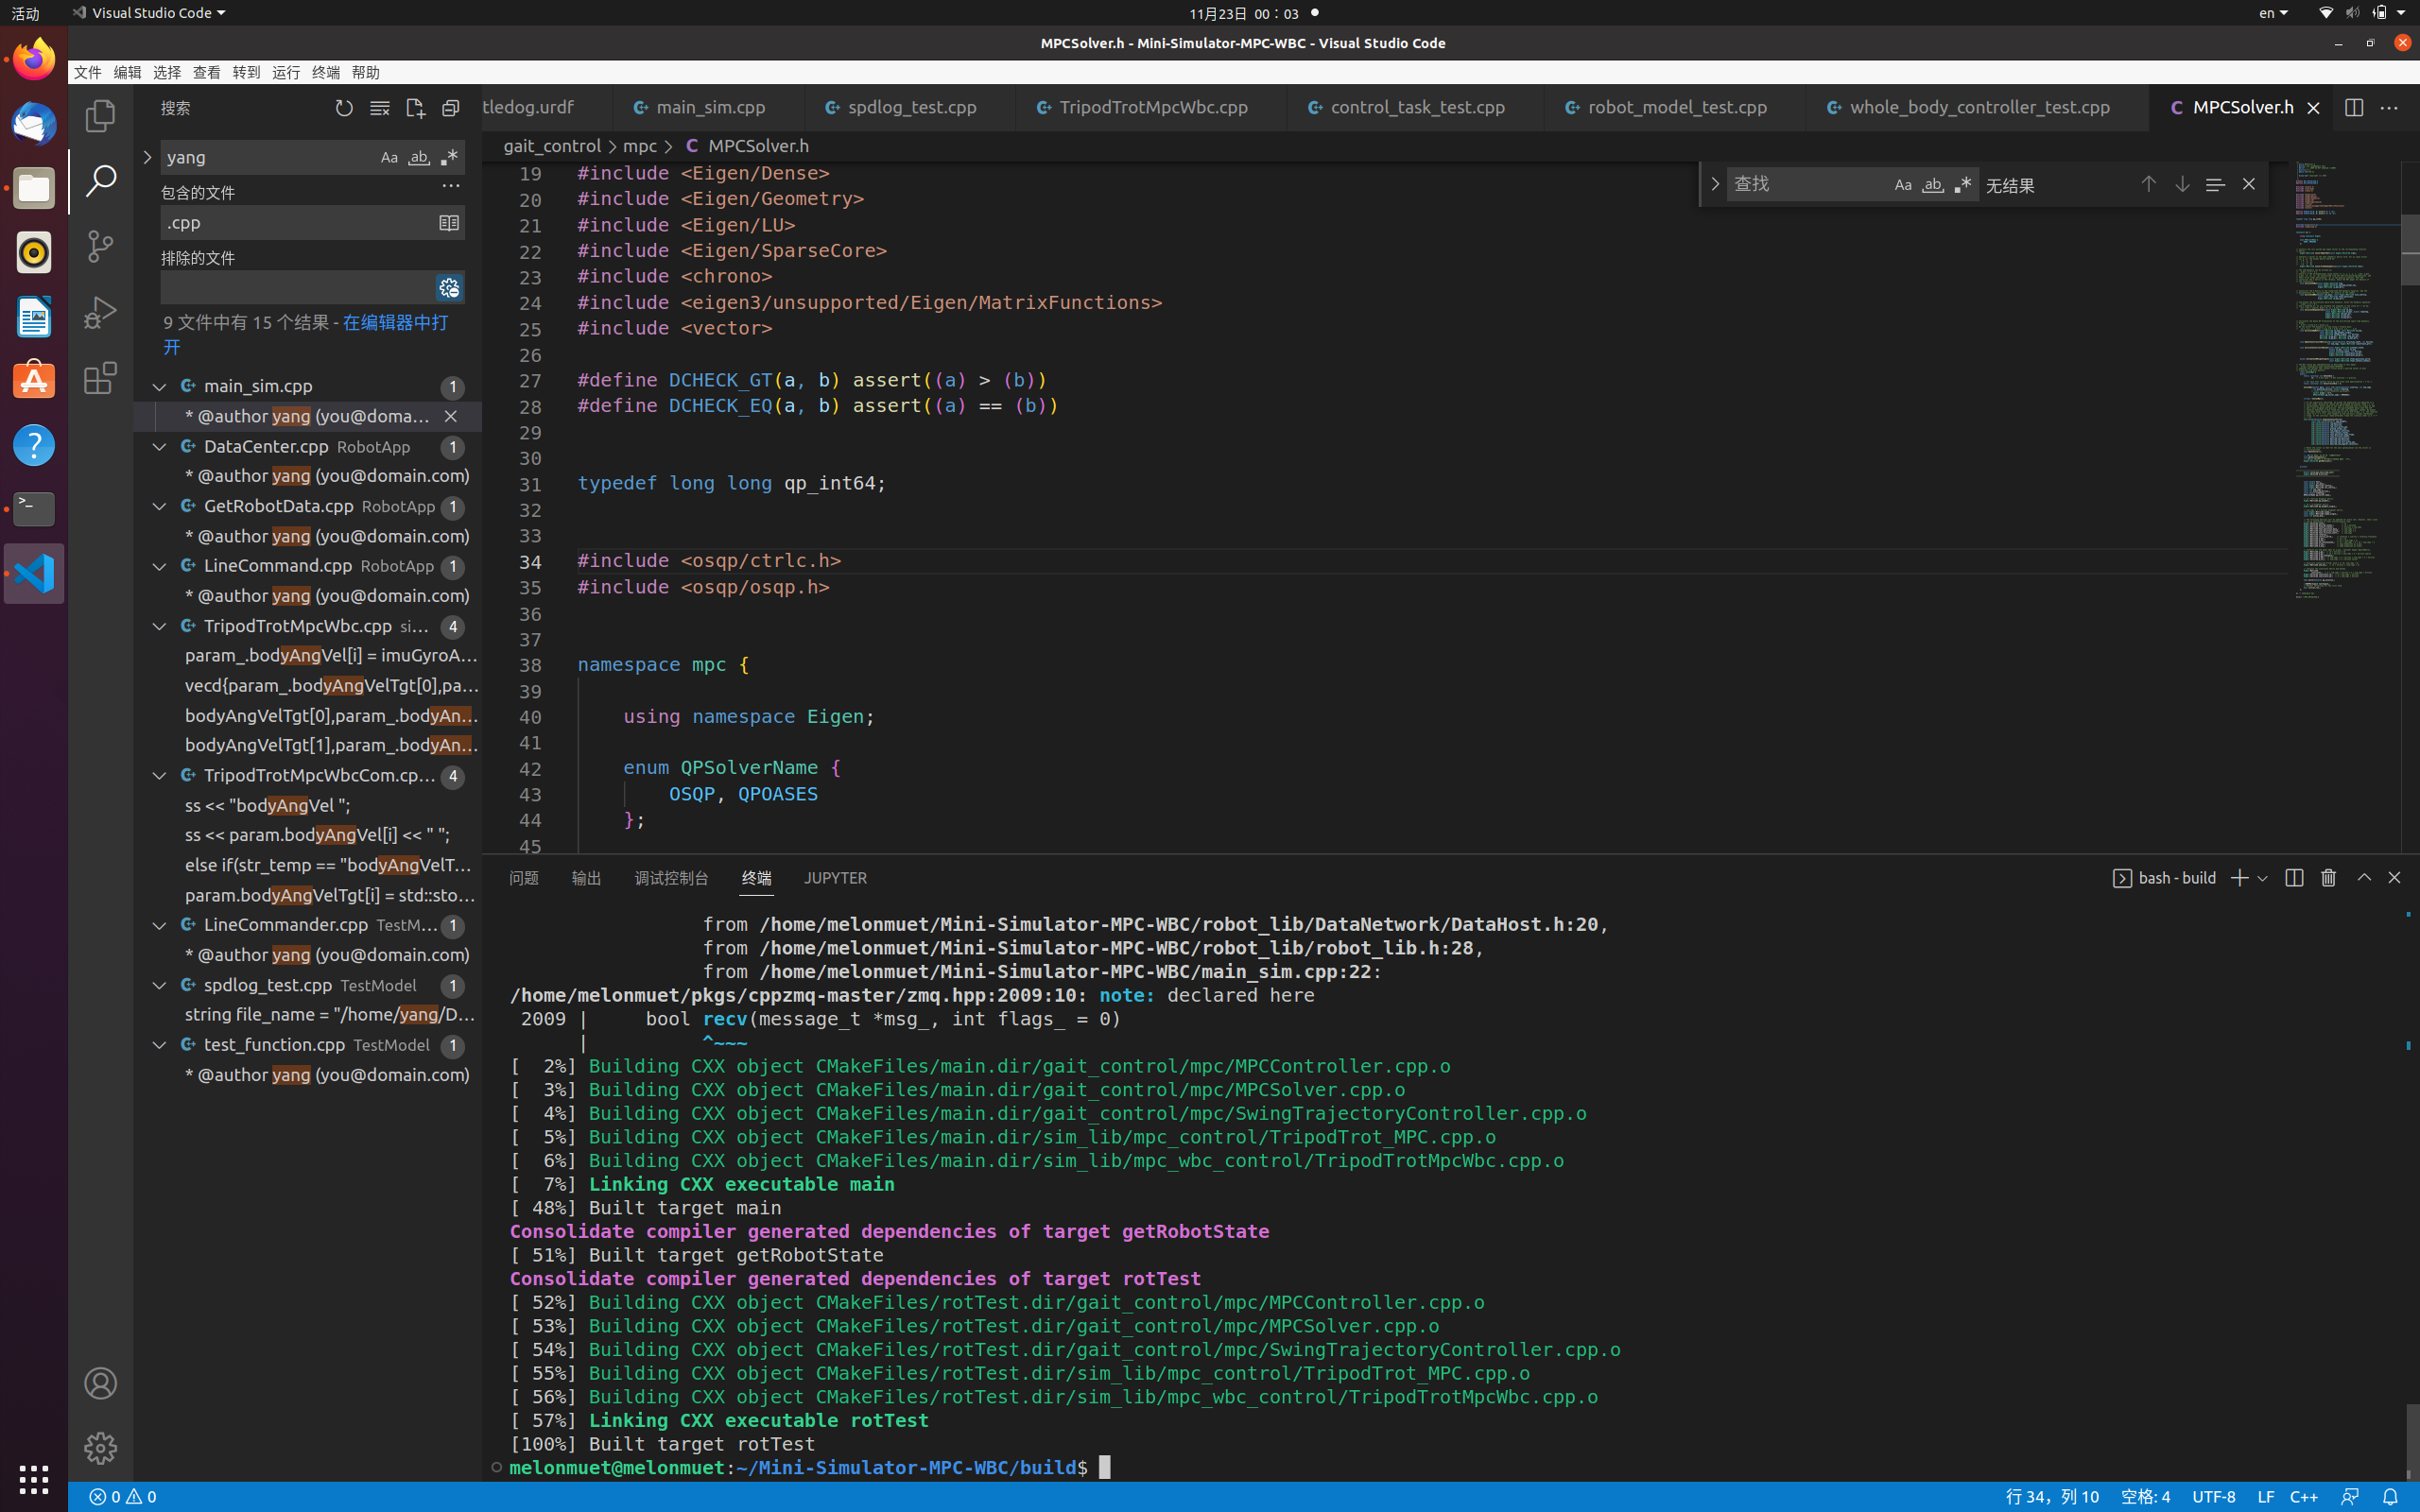 活动
Visual Studio Code
11月23日 00：03
en
MPCSolver.h - Mini-Simulator-MPC-WBC - Visual Studio Code
文件 编辑 选择 查看 转到 运行 终端 帮助
搜索
yang
Aa ab
包含的文件
.cpp
排除的文件
9 文件中有 15 个结果 - 在编辑器中打
开
main_sim.cpp 1
* @author yang (you@doma...
DataCenter.cpp RobotApp 1
* @author yang (you@domain.com)
GetRobotData.cpp RobotApp 1
* @author yang (you@domain.com)
LineCommand.cpp RobotApp 1
* @author yang (you@domain.com)
TripodTrotMpcWbc.cpp si... 4
param_.bodyAngVel[i] = imuGyroA...
vecd{param_.bodyAngVelTgt[0],pa...
bodyAngVelTgt[0],param_.bodyAn...
bodyAngVelTgt[1],param_.bodyAn...
TripodTrotMpcWbcCom.cp... 4
ss << "bodyAngVel ";
ss << param.bodyAngVel[i] << " ";
else if(str_temp == "bodyAngVelT...
param.bodyAngVelTgt[i] = std::sto...
LineCommander.cpp TestM... 1
* @author yang (you@domain.com)
spdlog_test.cpp TestModel 1
string file_name = "/home/yang/D...
test_function.cpp TestModel 1
* @author yang (you@domain.com)
tledog.urdf main_sim.cpp spdlog_test.cpp TripodTrotMpcWbc.cpp control_task_test.cpp robot_model_test.cpp whole_body_controller_test.cpp MPCSolver.h
gait_control > mpc > C MPCSolver.h
查找 Aa ab 无结果
19 #include <Eigen/Dense>
20 #include <Eigen/Geometry>
21 #include <Eigen/LU>
22 #include <Eigen/SparseCore>
23 #include <chrono>
24 #include <eigen3/unsupported/Eigen/MatrixFunctions>
25 #include <vector>
26
27 #define DCHECK_GT(a, b) assert((a) > (b))
28 #define DCHECK_EQ(a, b) assert((a) == (b))
29
30
31 typedef long long qp_int64;
32
33
34 #include <osqp/ctrlc.h>
35 #include <osqp/osqp.h>
36
37
38 namespace mpc {
39
40 using namespace Eigen;
41
42 enum QPSolverName {
43 OSQP, QPOASES
44 };
45
问题 输出 调试控制台 终端 JUPYTER
bash - build
from /home/melonmuet/Mini-Simulator-MPC-WBC/robot_lib/DataNetwork/DataHost.h:20,
from /home/melonmuet/Mini-Simulator-MPC-WBC/robot_lib/robot_lib.h:28,
from /home/melonmuet/Mini-Simulator-MPC-WBC/main_sim.cpp:22:
/home/melonmuet/pkgs/cppzmq-master/zmq.hpp:2009:10: note: declared here
2009 | bool recv(message_t *msg_, int flags_ = 0)
| ^~~~
[  2%] Building CXX object CMakeFiles/main.dir/gait_control/mpc/MPCController.cpp.o
[  3%] Building CXX object CMakeFiles/main.dir/gait_control/mpc/MPCSolver.cpp.o
[  4%] Building CXX object CMakeFiles/main.dir/gait_control/mpc/SwingTrajectoryController.cpp.o
[  5%] Building CXX object CMakeFiles/main.dir/sim_lib/mpc_control/TripodTrot_MPC.cpp.o
[  6%] Building CXX object CMakeFiles/main.dir/sim_lib/mpc_wbc_control/TripodTrotMpcWbc.cpp.o
[  7%] Linking CXX executable main
[ 48%] Built target main
Consolidate compiler generated dependencies of target getRobotState
[ 51%] Built target getRobotState
Consolidate compiler generated dependencies of target rotTest
[ 52%] Building CXX object CMakeFiles/rotTest.dir/gait_control/mpc/MPCController.cpp.o
[ 53%] Building CXX object CMakeFiles/rotTest.dir/gait_control/mpc/MPCSolver.cpp.o
[ 54%] Building CXX object CMakeFiles/rotTest.dir/gait_control/mpc/SwingTrajectoryController.cpp.o
[ 55%] Building CXX object CMakeFiles/rotTest.dir/sim_lib/mpc_control/TripodTrot_MPC.cpp.o
[ 56%] Building CXX object CMakeFiles/rotTest.dir/sim_lib/mpc_wbc_control/TripodTrotMpcWbc.cpp.o
[ 57%] Linking CXX executable rotTest
[100%] Built target rotTest
melonmuet@melonmuet:~/Mini-Simulator-MPC-WBC/build$
0 0
行 34，列 10 空格: 4 UTF-8 LF C++